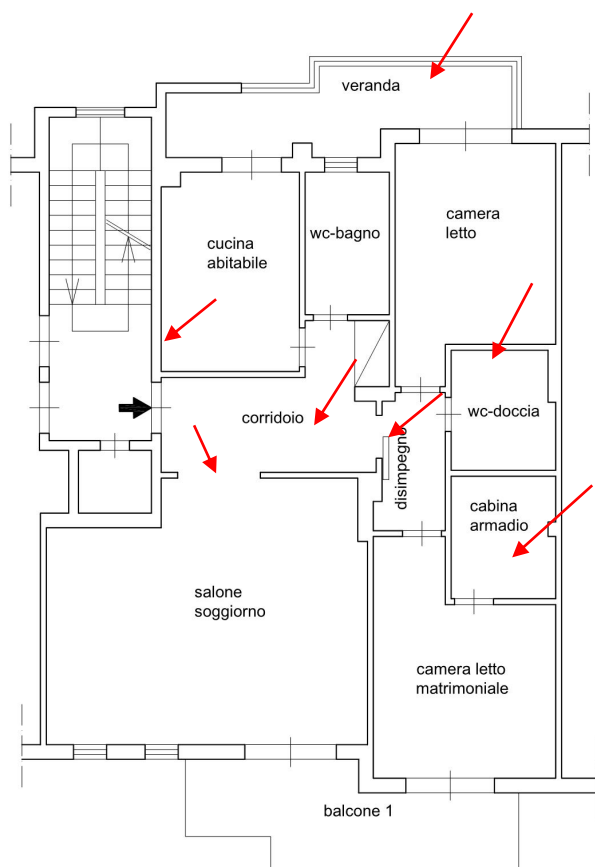 veranda
camera
letto
cucina
abitabile
wc-bagno
corridoio
wc-doccia
disimpegno
cabina
armadio
salone
soggiorno
camera letto
matrimoniale
balcone 1